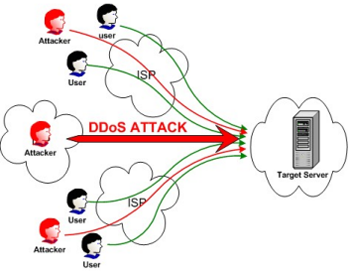 user
Attacker
User
ISP
DDoS ATTACK
Attacker
Target Server
User
ISP
Attacker
User